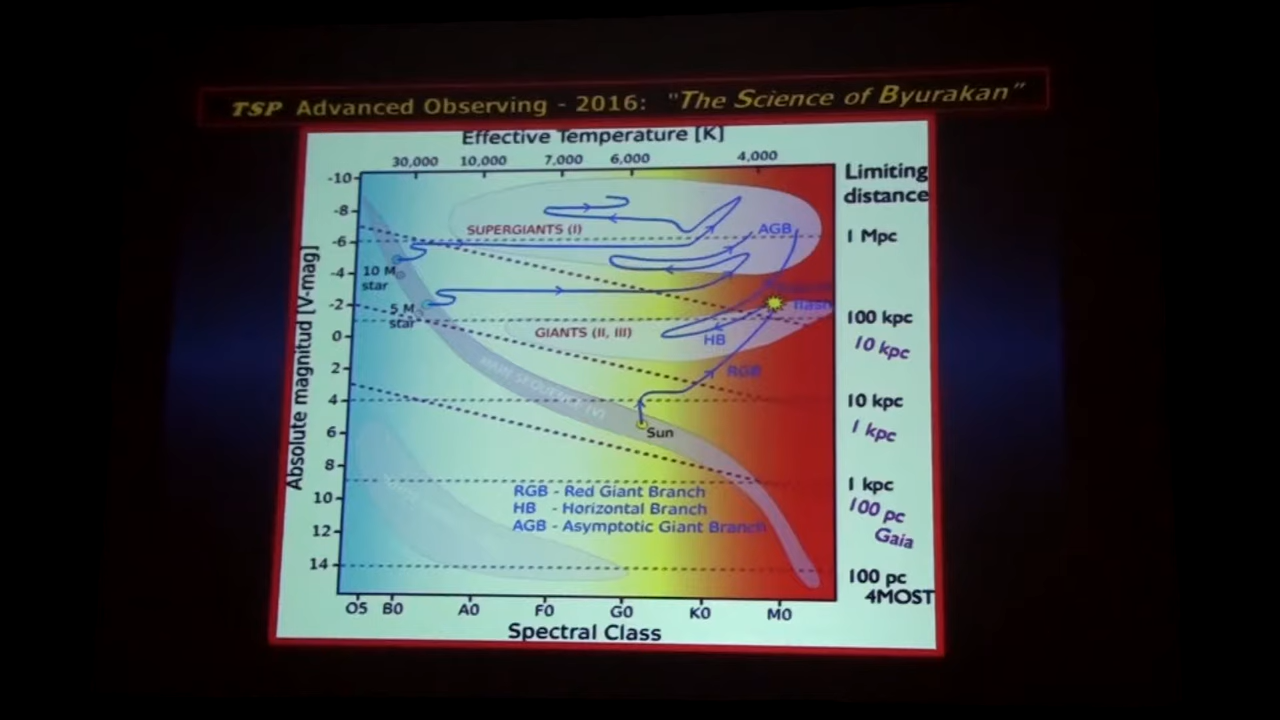 TSP Advanced Observing - 2016: "The Science of Byurakan"
Effective Temperature [K]
30,000 10,000 7,000 6,000 4,000
Limiting
distance
-10
-8
-6
-4
-2
0
2
4
6
8
10
12
14
Absolute magnitud [V-mag]
SUPERGIANTS (I)
AGB
1 Mpc
10 M
star
5 M
star
GIANTS (II, III)
HB
100 kpc
10 kpc
RGB
MAIN SEQUENCE (V)
Sun
10 kpc
1 kpc
1 kpc
100 pc
Gaia
RGB - Red Giant Branch
HB - Horizontal Branch
AGB - Asymptotic Giant Branch
100 pc
4MOST
O5 B0 A0 F0 G0 K0 M0
Spectral Class